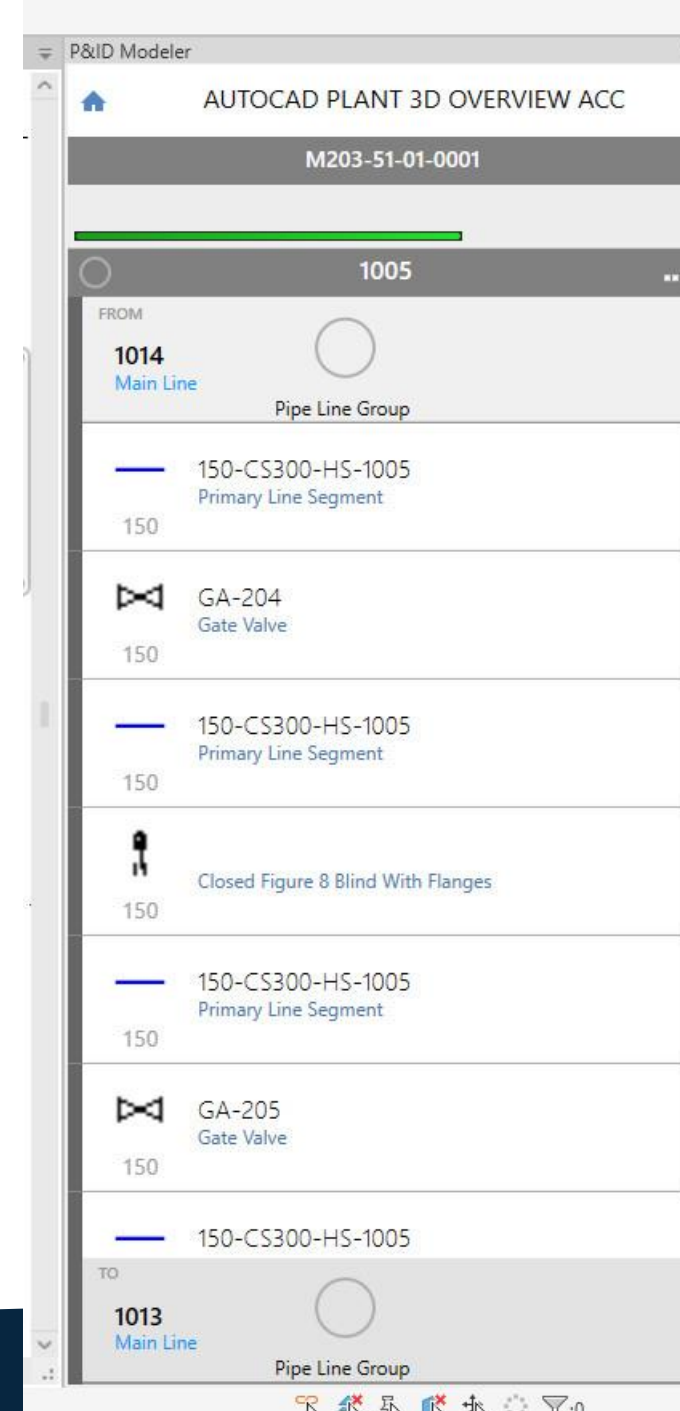 P&ID Modeler
AUTOCAD PLANT 3D OVERVIEW ACC
M203-51-01-0001
1005
FROM
1014
Main Line
Pipe Line Group
150-CS300-HS-1005
Primary Line Segment
150
GA-204
Gate Valve
150
150-CS300-HS-1005
Primary Line Segment
150
Closed Figure 8 Blind With Flanges
150
150-CS300-HS-1005
Primary Line Segment
150
GA-205
Gate Valve
150
150-CS300-HS-1005
TO
1013
Main Line
Pipe Line Group